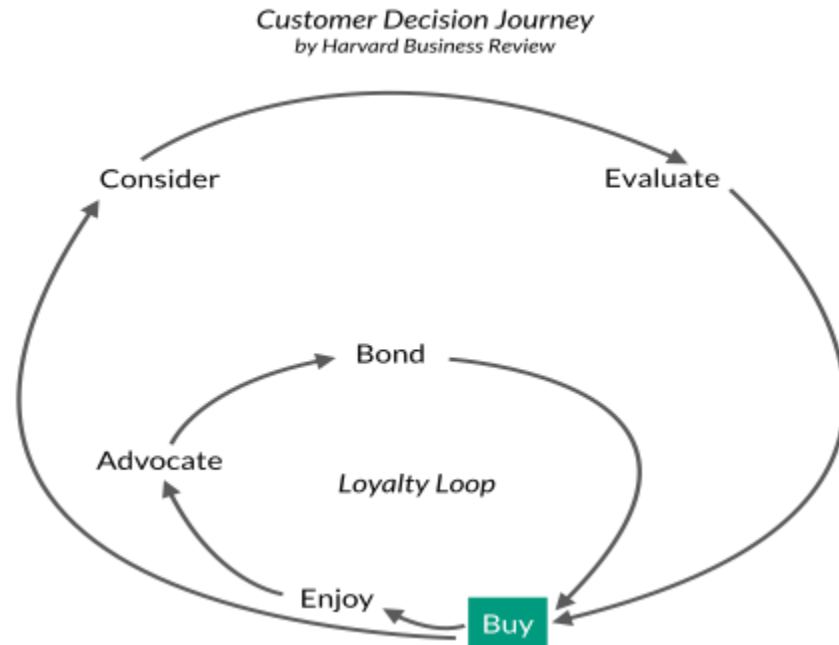 Customer Decision Journey
by Harvard Business Review
Consider
Evaluate
Bond
Advocate
Loyalty Loop
Enjoy
Buy